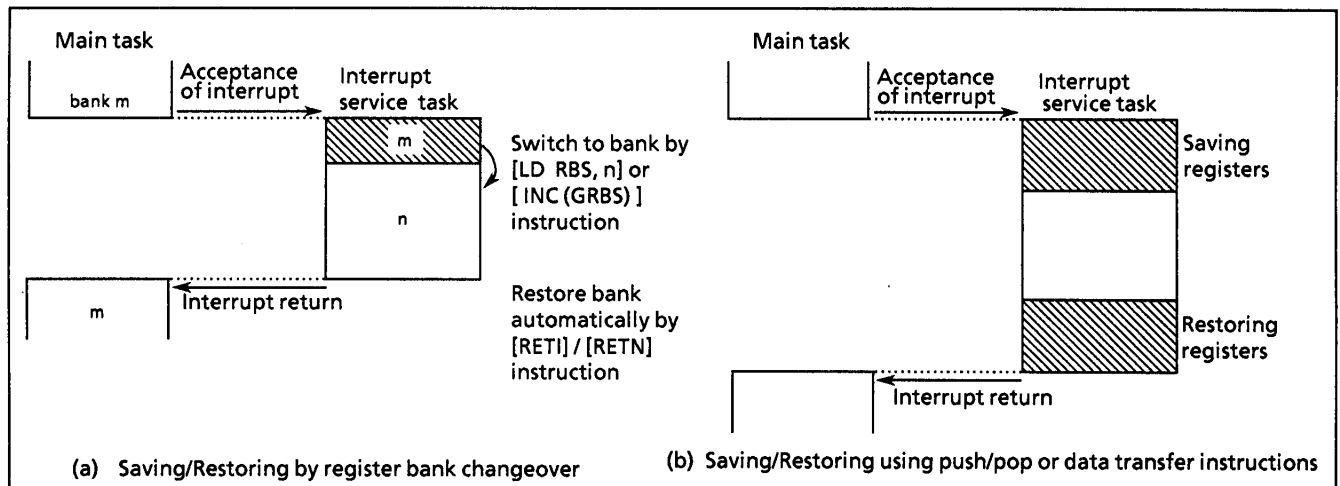 Main task
Acceptance
of interrupt
Interrupt
service task
bank m
m
Switch to bank by
[LD RBS, n] or
[ INC (GRBS) ]
instruction
n
Interrupt return
m
Restore bank
automatically by
[RETI] / [RETN]
instruction
(a) Saving/Restoring by register bank changeover
Main task
Acceptance
of interrupt
Interrupt
service task
Saving
registers
Restoring
registers
Interrupt return
(b) Saving/Restoring using push/pop or data transfer instructions